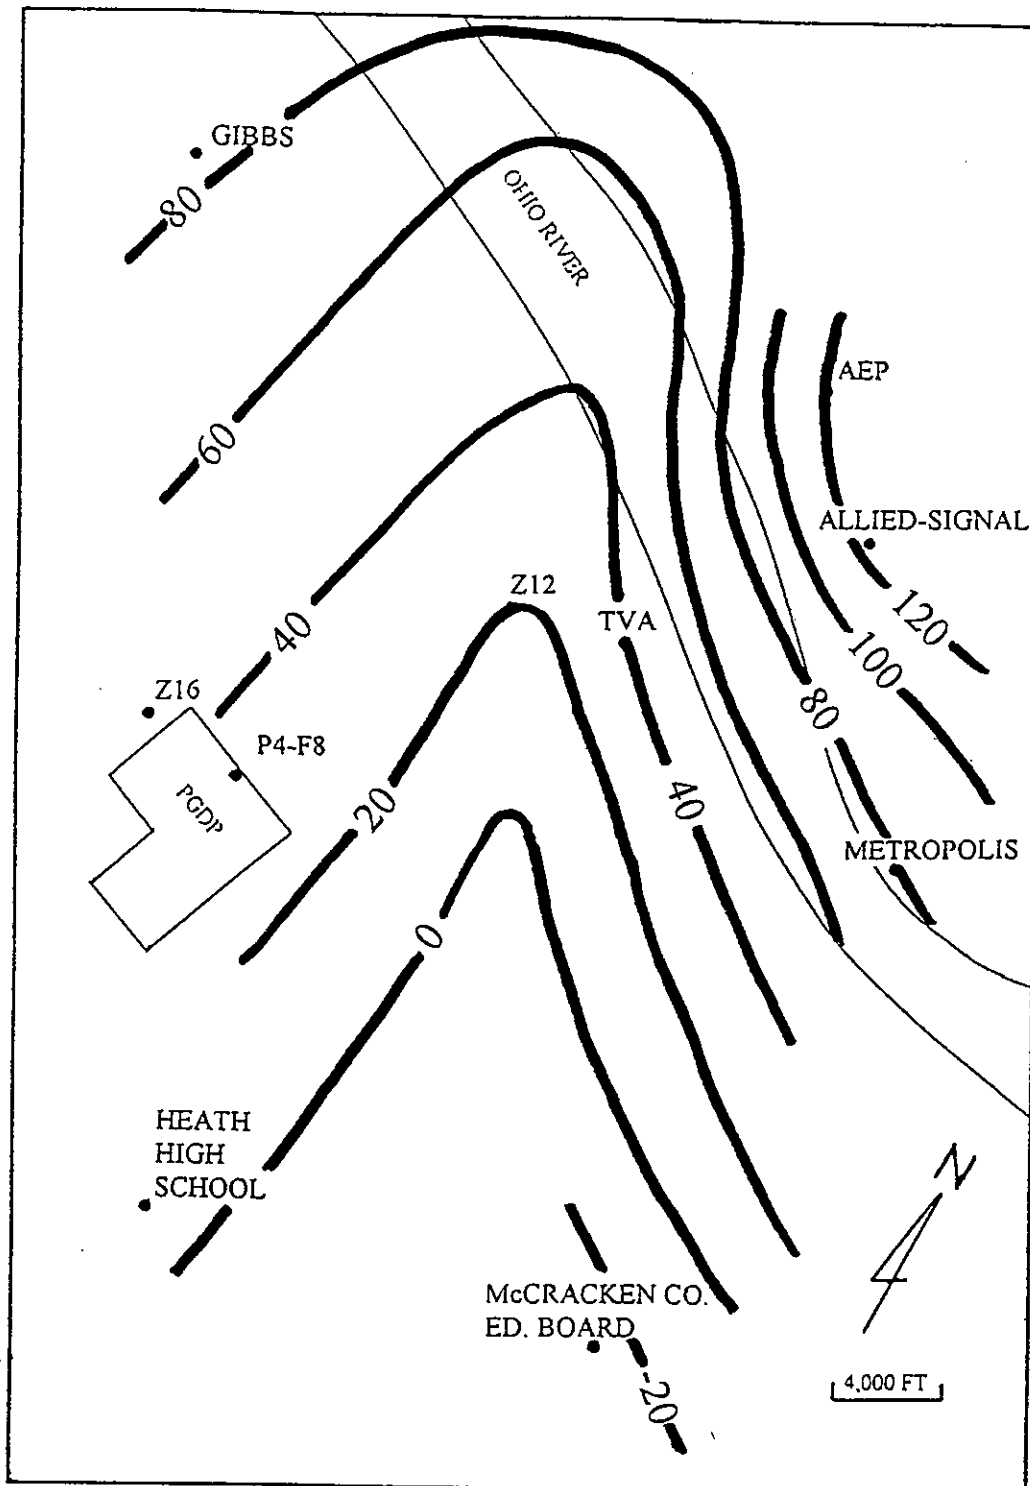 GIBBS
80
OHIO RIVER
60
AEP
ALLIED-SIGNAL
Z12
TVA
120
40
100
Z16
80
P4-F8
PGDP
20
40
METROPOLIS
0
HEATH
HIGH
SCHOOL
N
McCRACKEN CO.
ED. BOARD
4,000 FT
-20